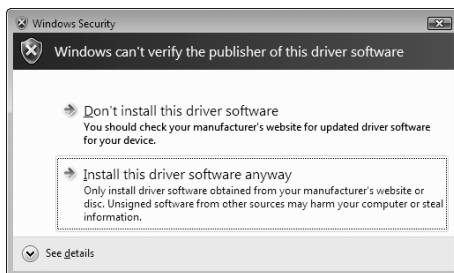 Windows Security
Windows can't verify the publisher of this driver software
Don't install this driver software
You should check your manufacturer's website for updated driver software
for your device.
Install this driver software anyway
Only install driver software obtained from your manufacturer's website or
disc. Unsigned software from other sources may harm your computer or steal
information.
See details